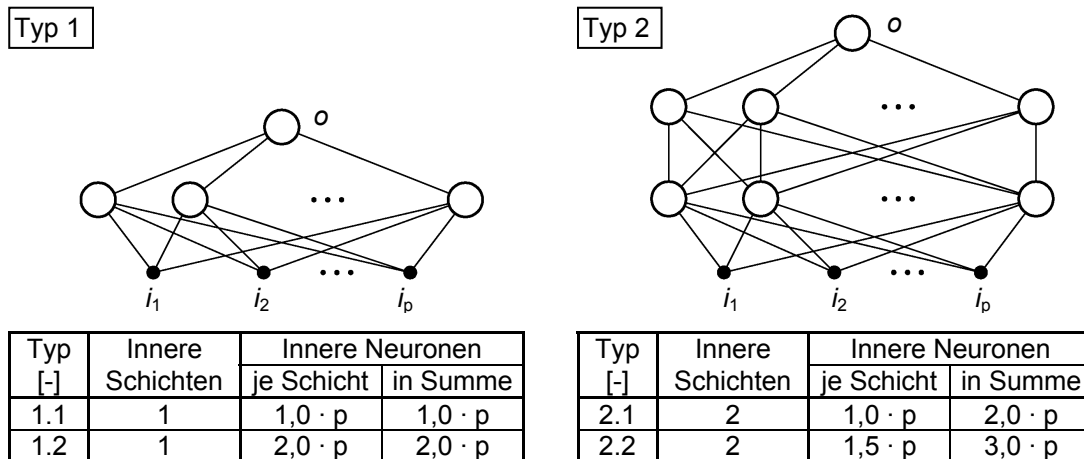 Typ 1
o
...
...
i1 i2 ip
Typ [-] Innere Schichten Innere Neuronen
je Schicht in Summe
1.1 1 1,0 · p 1,0 · p
1.2 1 2,0 · p 2,0 · p
Typ 2
o
...
...
...
i1 i2 ip
Typ [-] Innere Schichten Innere Neuronen
je Schicht in Summe
2.1 2 1,0 · p 2,0 · p
2.2 2 1,5 · p 3,0 · p